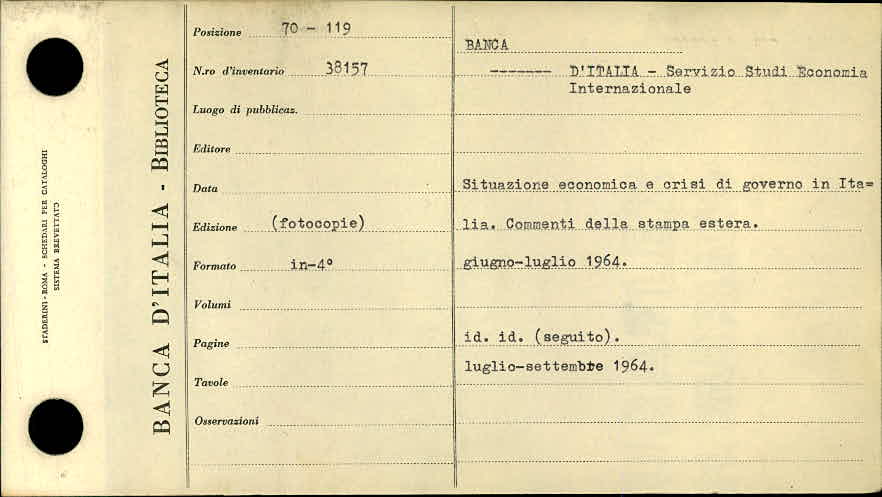 STADERINI - ROMA - SCHEDARI PER CATALOGHI
SISTEMA BREVETTATO
BANCA D'ITALIA - BIBLIOTECA
Posizione 70 - 119
N.ro d'inventario 38157
Luogo di pubblicaz.
Editore
Data
Edizione (fotocopie)
Formato in-4°
Volumi
Pagine
Tavole
Osservazioni
BANCA
------- D'ITALIA - Servizio Studi Economia
Internazionale
Situazione economica e crisi di governo in Ita=
lia. Commenti della stampa estera.
giugno-luglio 1964.
id. id. (seguito).
luglio-settembre 1964.